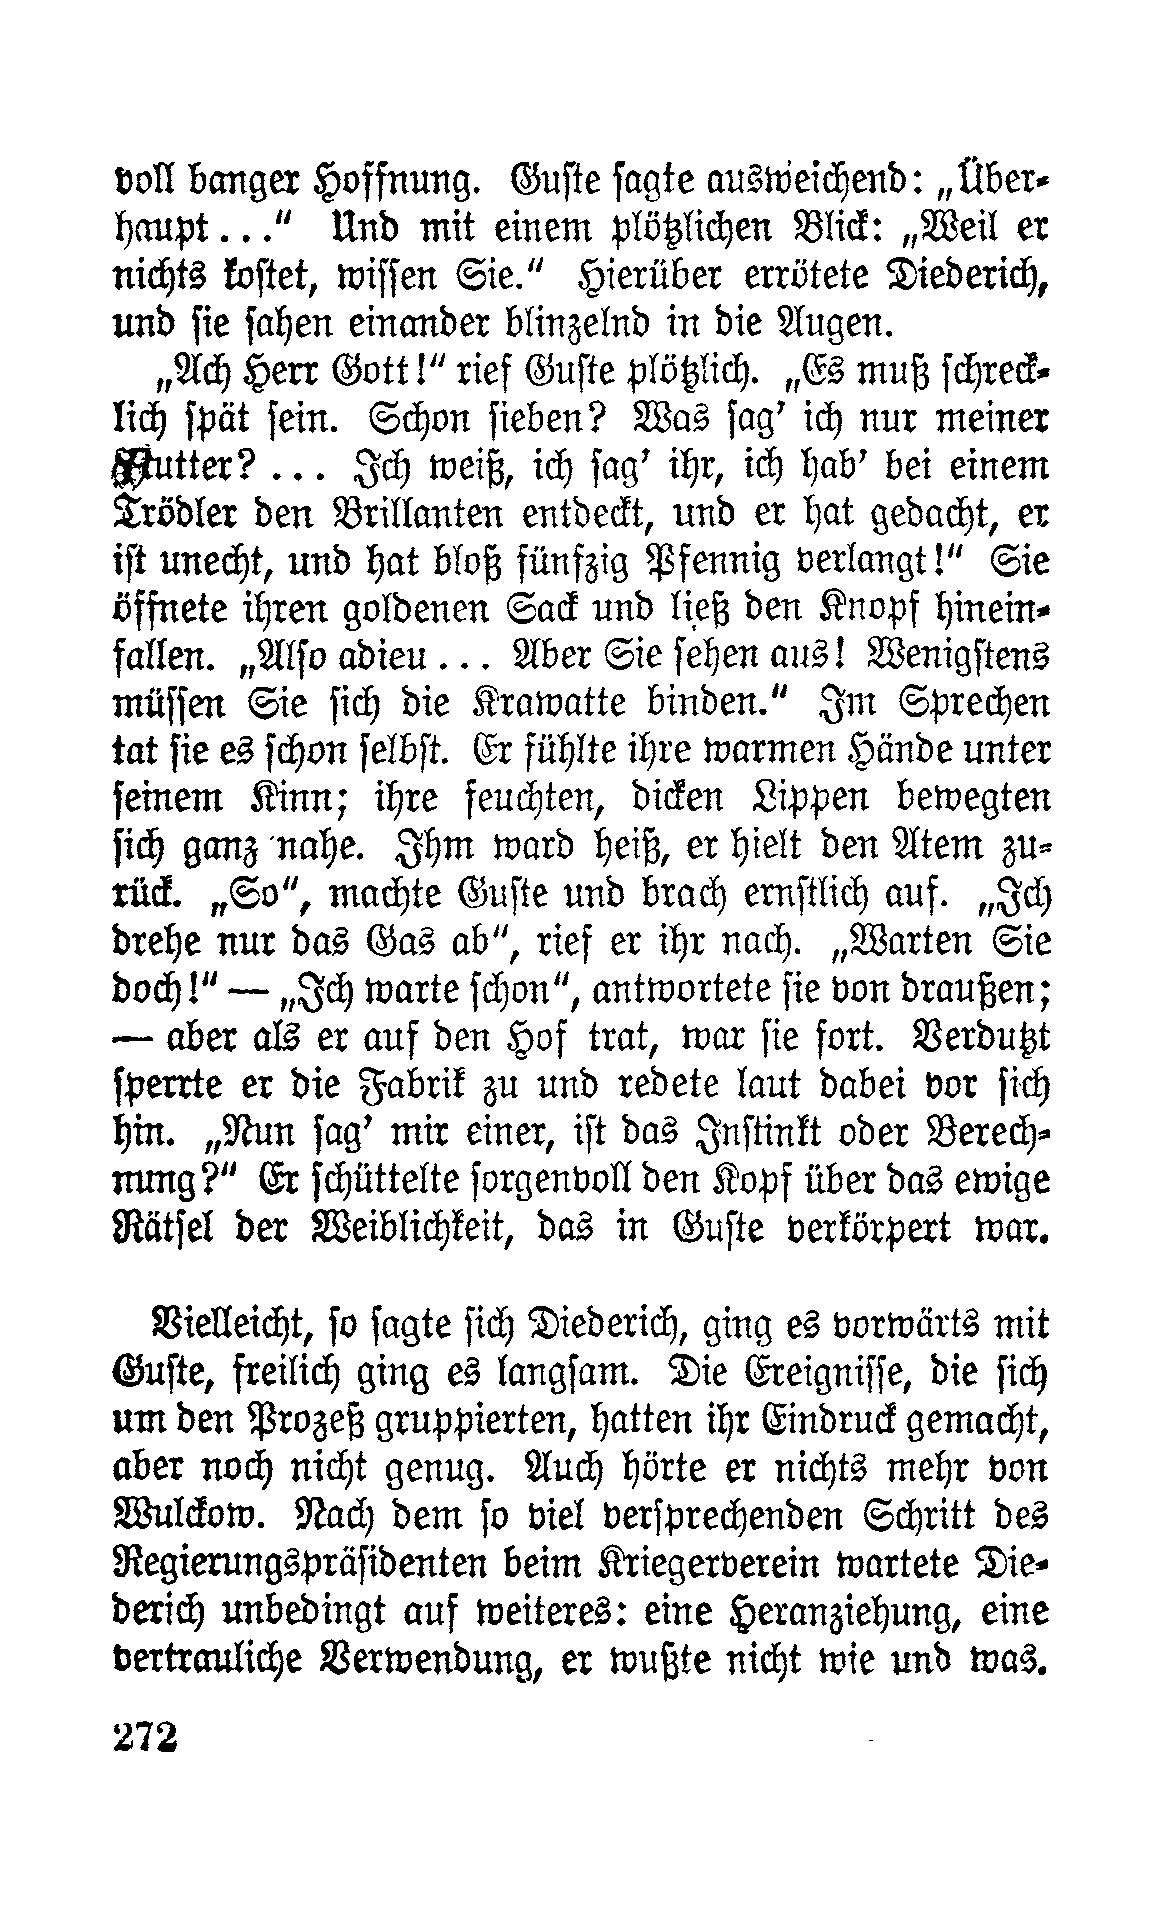 voll banger Hoffnung. Guste sagte ausweichend: „Über-
haupt ...“ Und mit einem plötzlichen Blick: „Weil er
nichts kostet, wissen Sie.“ Hierüber errötete Diederich,
und sie sahen einander blinzelnd in die Augen.
„Ach Herr Gott!“ rief Guste plötzlich. „Es muß schreck-
lich spät sein. Schon sieben? Was sag’ ich nur meiner
Mutter? ... Ich weiß, ich sag’ ihr, ich hab’ bei einem
Trödler den Brillanten entdeckt, und er hat gedacht, er
ist unecht, und hat bloß fünfzig Pfennig verlangt!“ Sie
öffnete ihren goldenen Sack und ließ den Knopf hinein-
fallen. „Also adieu ... Aber Sie sehen aus! Wenigstens
müssen Sie sich die Krawatte binden.“ Im Sprechen
tat sie es schon selbst. Er fühlte ihre warmen Hände unter
seinem Kinn; ihre feuchten, dicken Lippen bewegten
sich ganz nahe. Ihm ward heiß, er hielt den Atem zu-
rück. „So“, machte Guste und brach ernstlich auf. „Ich
drehe nur das Gas ab“, rief er ihr nach. „Warten Sie
doch!“ — „Ich warte schon“, antwortete sie von draußen;
— aber als er auf den Hof trat, war sie fort. Verdutzt
sperrte er die Fabrik zu und redete laut dabei vor sich
hin. „Nun sag’ mir einer, ist das Instinkt oder Berech-
nung?“ Er schüttelte sorgenvoll den Kopf über das ewige
Rätsel der Weiblichkeit, das in Guste verkörpert war.
Vielleicht, so sagte sich Diederich, ging es vorwärts mit
Guste, freilich ging es langsam. Die Ereignisse, die sich
um den Prozeß gruppierten, hatten ihr Eindruck gemacht,
aber noch nicht genug. Auch hörte er nichts mehr von
Wulckow. Nach dem so viel versprechenden Schritt des
Regierungspräsidenten beim Kriegerverein wartete Die-
derich unbedingt auf weiteres: eine Heranziehung, eine
vertrauliche Verwendung, er wußte nicht wie und was.
272